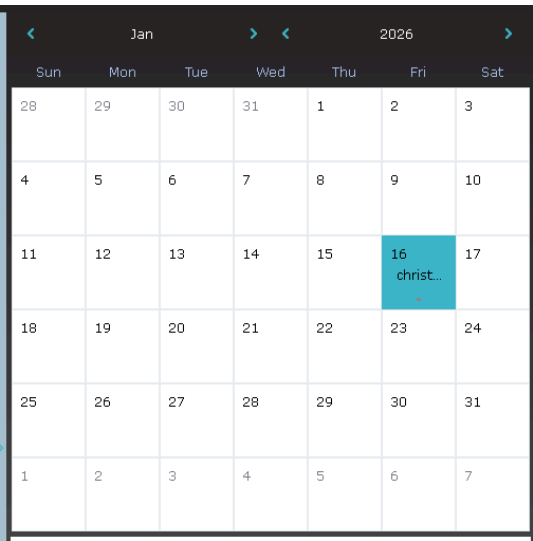 Jan 2026
Sun Mon Tue Wed Thu Fri Sat
28 29 30 31 1 2 3
4 5 6 7 8 9 10
11 12 13 14 15 16 17
christ...
18 19 20 21 22 23 24
25 26 27 28 29 30 31
1 2 3 4 5 6 7